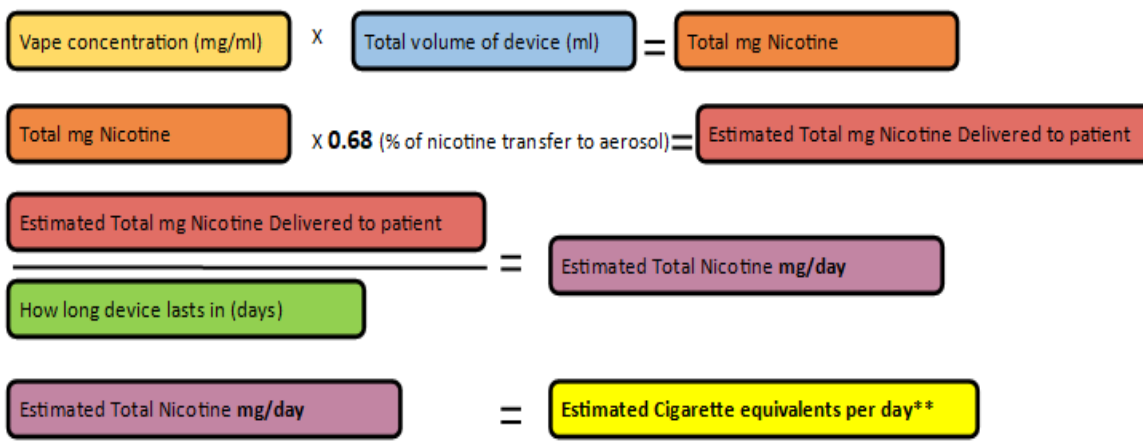 Vape concentration (mg/ml) X Total volume of device (ml) = Total mg Nicotine
Total mg Nicotine X 0.68 (% of nicotine transfer to aerosol) = Estimated Total mg Nicotine Delivered to patient
Estimated Total mg Nicotine Delivered to patient
= Estimated Total Nicotine mg/day
How long device lasts in (days)
Estimated Total Nicotine mg/day = Estimated Cigarette equivalents per day**